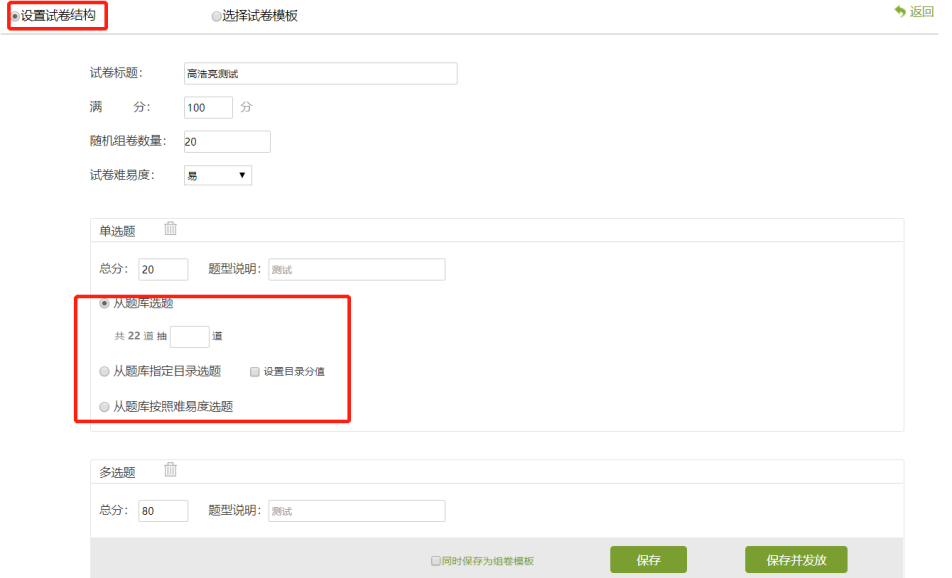 设置试卷结构 选择试卷模板 返回
试卷标题: 高浩亮测试
满 分: 100 分
随机组卷数量: 20
试卷难易度: 易
单选题
总分: 20 题型说明: 测试
从题库选题
共 22 道 抽 道
从题库指定目录选题 设置目录分值
从题库按照难易度选题
多选题
总分: 80 题型说明: 测试
同时保存为组卷模板 保存 保存并发放